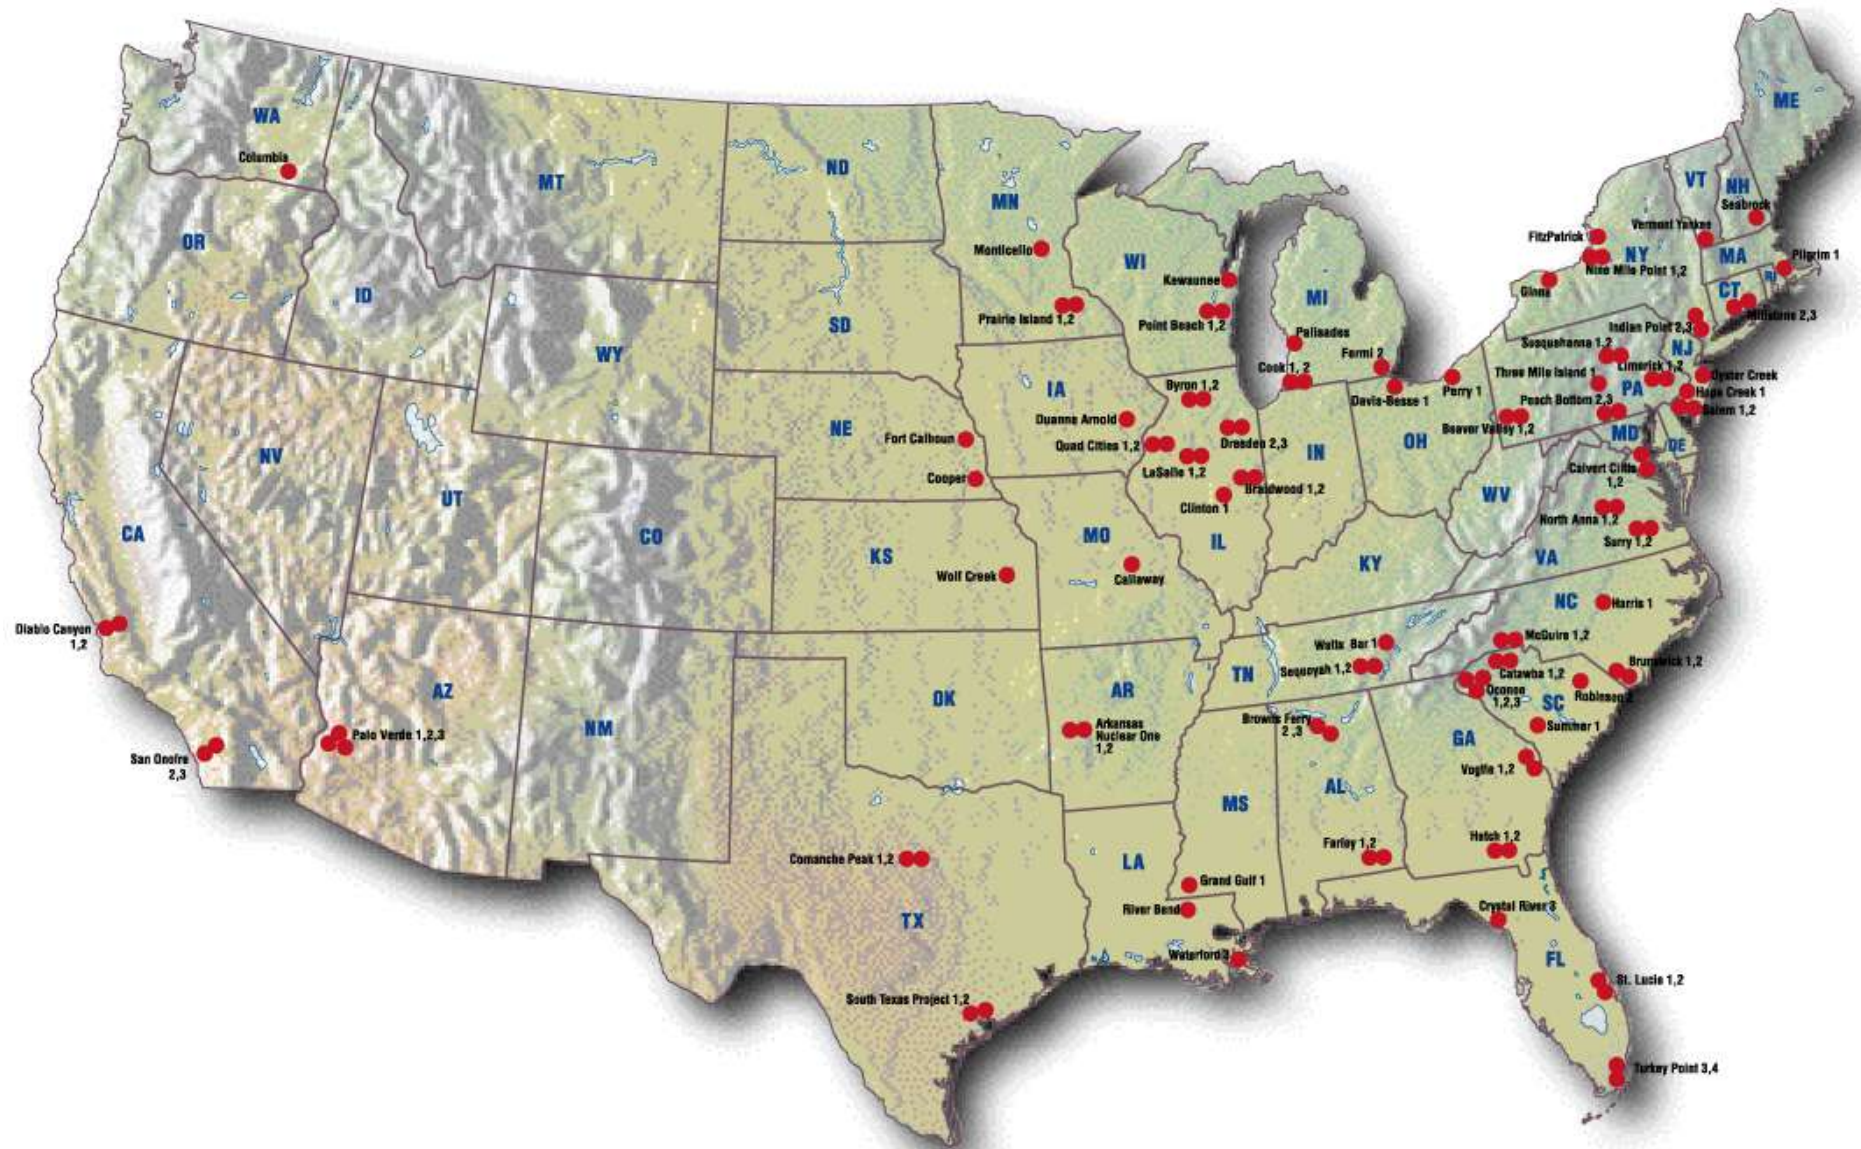 ME
WA
VT
NH
Columbia
ND
MT
MN
Seabrook
Vermont Yankee
FitzPatrick
OR
Monticello
NY
MA
Pilgrim 1
WI
Nine Mile Point 1,2
RI
Kewaunee
Ginna
CT
ID
MI
Prairie Island 1,2
Point Beach 1,2
Millstone 2,3
SD
Indian Point 2,3
Palisades
Susquehanna 1,2
NJ
WY
Fermi 2
Cook 1, 2
Limerick 1,2
Three Mile Island 1
Oyster Creek
IA
Byron 1,2
Perry 1
PA
Hope Creek 1
Davis-Besse 1
Peach Bottom 2,3
Salem 1,2
Duane Arnold
NE
Beaver Valley 1,2
MD
Fort Calhoun
Quad Cities 1,2
Dresden 2,3
OH
DE
NV
IN
LaSalle 1,2
Calvert Cliffs
1,2
Cooper
Braidwood 1,2
WV
UT
Clinton 1
North Anna 1,2
CA
CO
MO
IL
Surry 1,2
KS
VA
KY
Wolf Creek
Callaway
NC
Harris 1
Diablo Canyon
1,2
McGuire 1,2
Watts Bar 1
Brunswick 1,2
Sequoyah 1,2
TN
Catawba 1,2
AZ
AR
Oconee
1,2,3
Robinson 2
OK
SC
Browns Ferry
2 ,3
Arkansas
Nuclear One
1,2
NM
Summer 1
Palo Verde 1,2,3
GA
San Onofre
2,3
Vogtle 1,2
AL
MS
Hatch 1,2
Farley 1,2
Comanche Peak 1,2
LA
Grand Gulf 1
River Bend
Crystal River 3
TX
Waterford 3
FL
St. Lucie 1,2
South Texas Project 1,2
Turkey Point 3,4